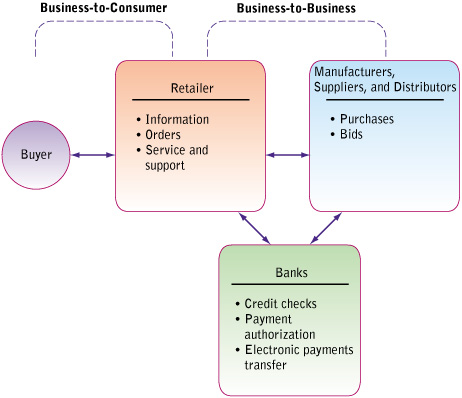 Business-to-Consumer
Business-to-Business
Buyer
Retailer
• Information
• Orders
• Service and
support
Manufacturers,
Suppliers, and Distributors
• Purchases
• Bids
Banks
• Credit checks
• Payment
authorization
• Electronic payments
transfer